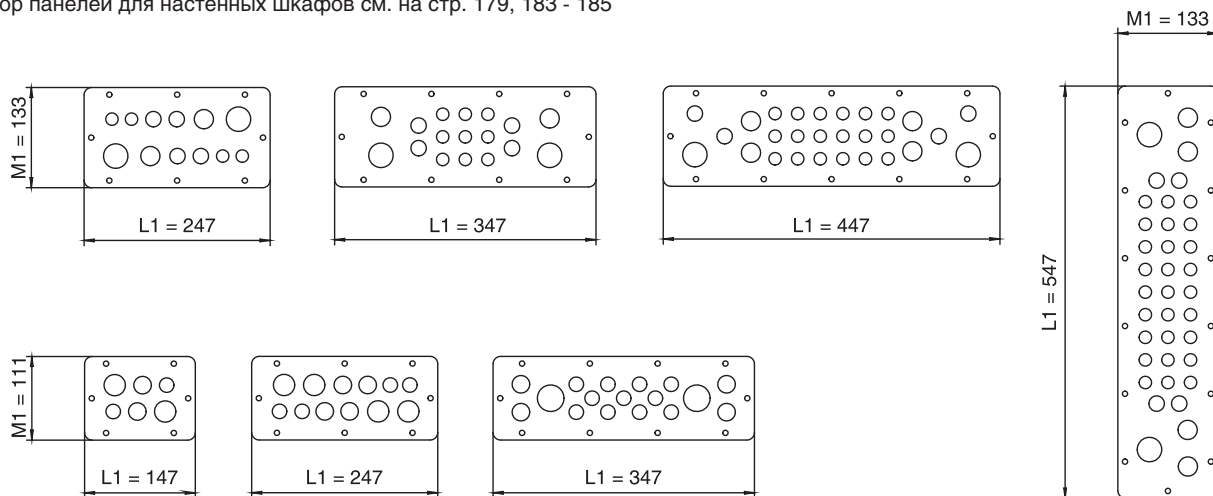 ор панелей для настенных шкафов см. на стр. 179, 183 - 185
M1 = 133
M1 = 133
L1 = 247
L1 = 347
L1 = 447
L1 = 547
M1 = 111
L1 = 147
L1 = 247
L1 = 347